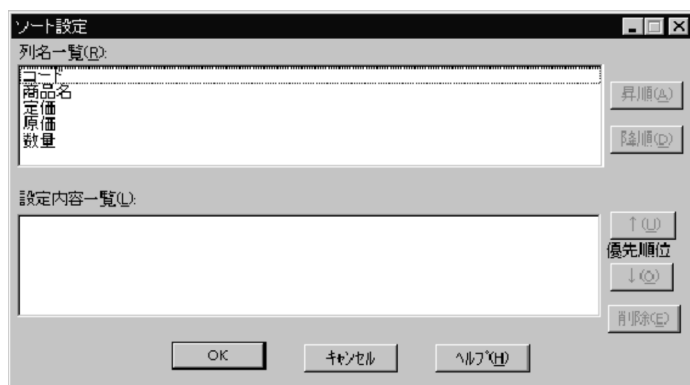 ソート設定
列名一覧(R):
コード
商品名
定価
原価
数量
昇順(A)
降順(D)
設定内容一覧(L):
↑(U)
優先順位
↓(O)
削除(E)
OK
キャンセル
ヘルプ(H)